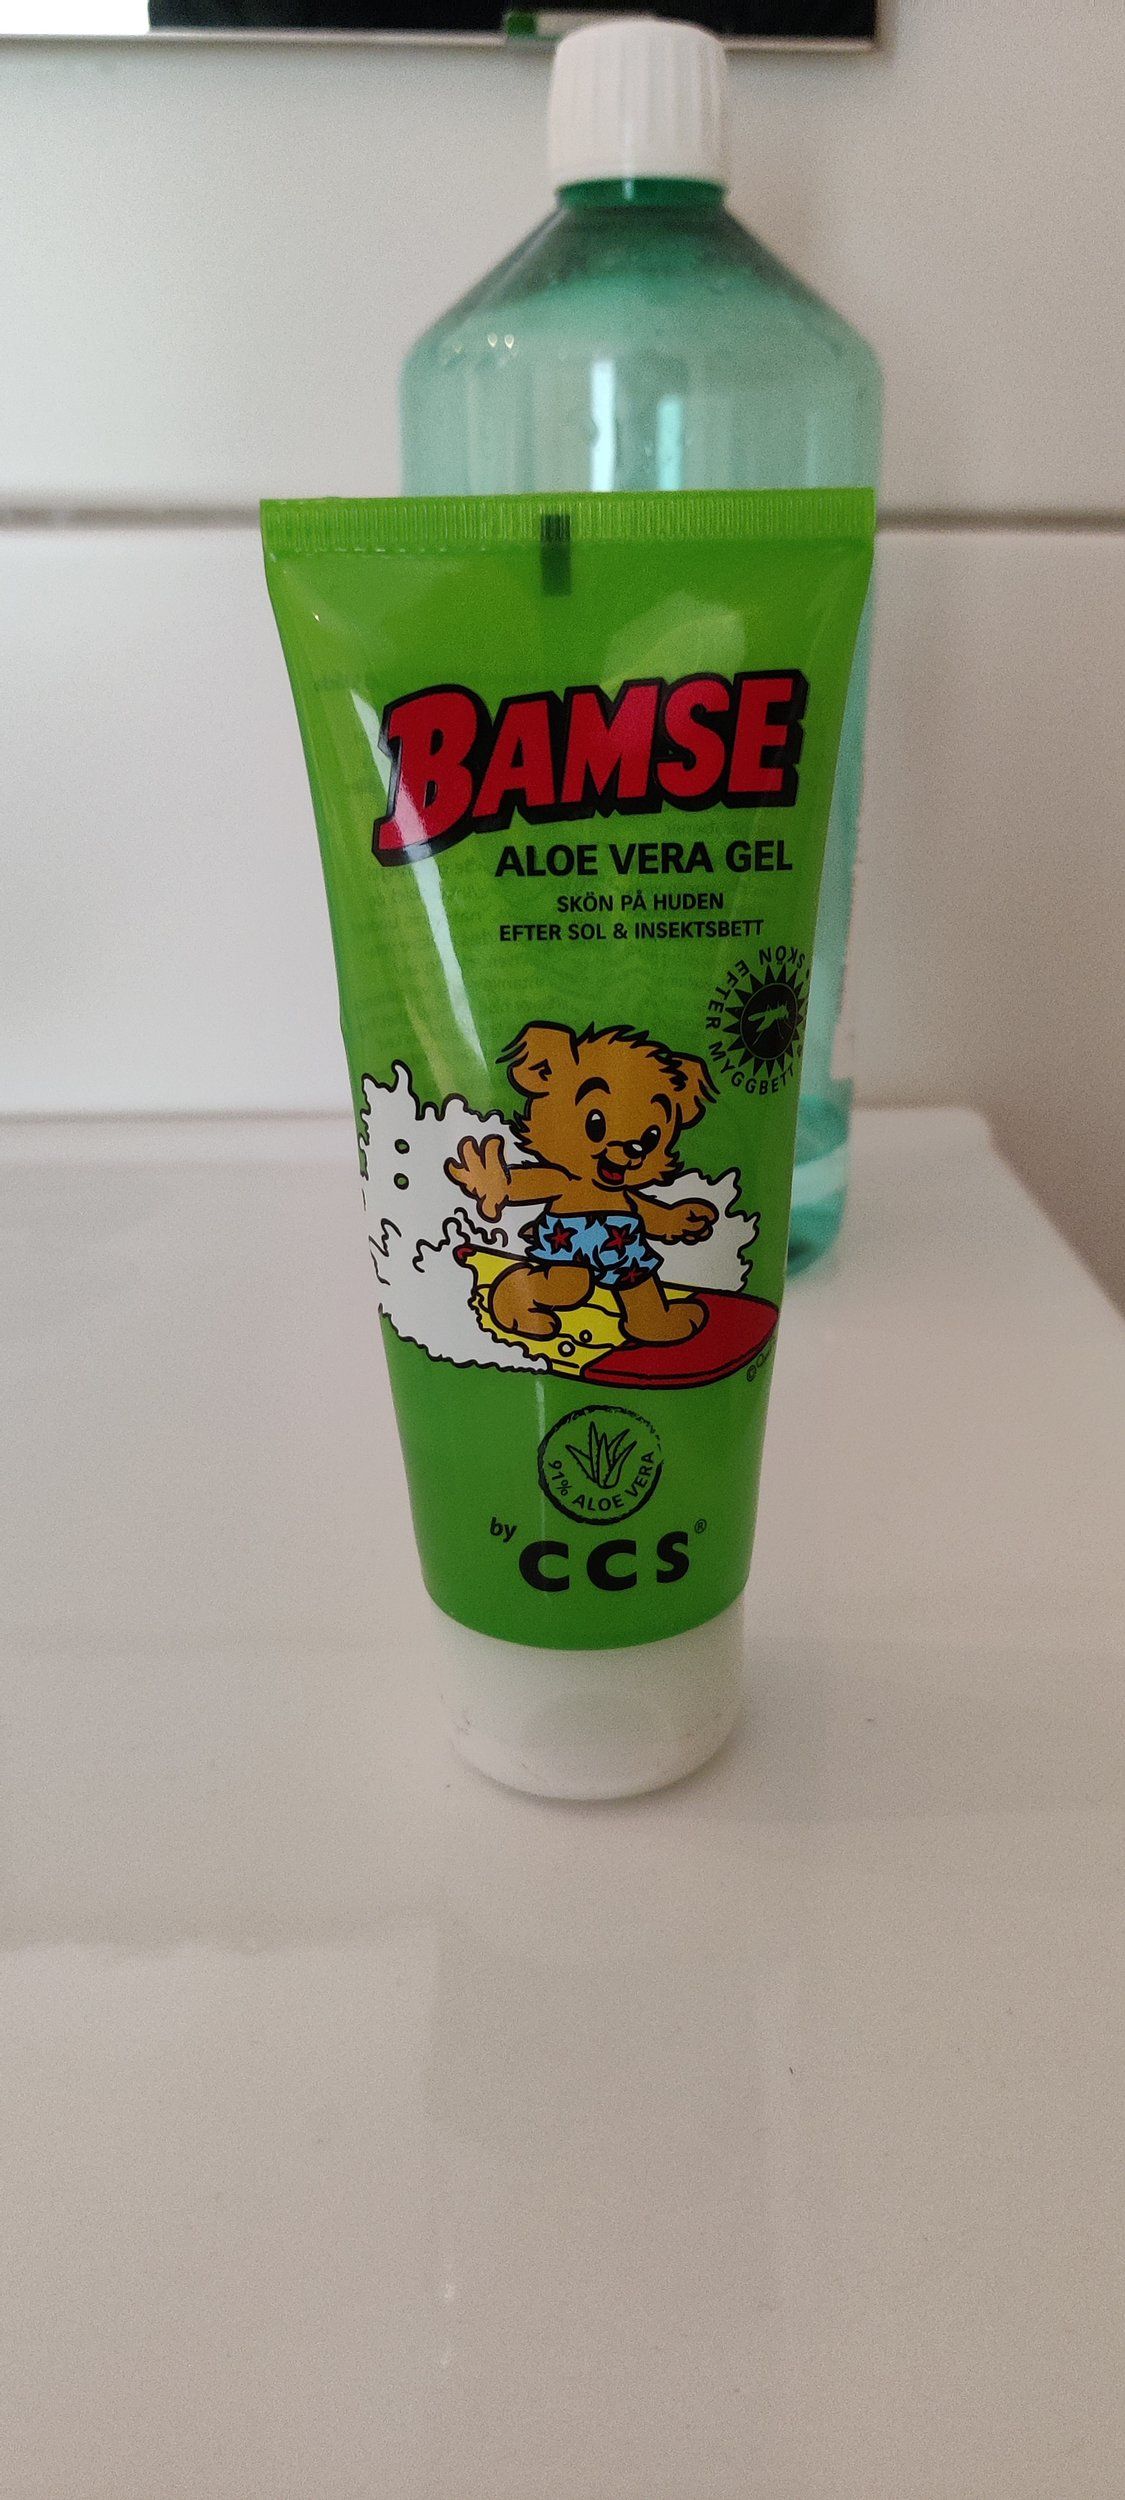 BAMSE
ALOE VERA GEL
SKÖN PÅ HUDEN
EFTER SOL & INSEKTSBETT
• SKÖN EFTER MYGGBETT
©
91% ALOE VERA
by
CCS®